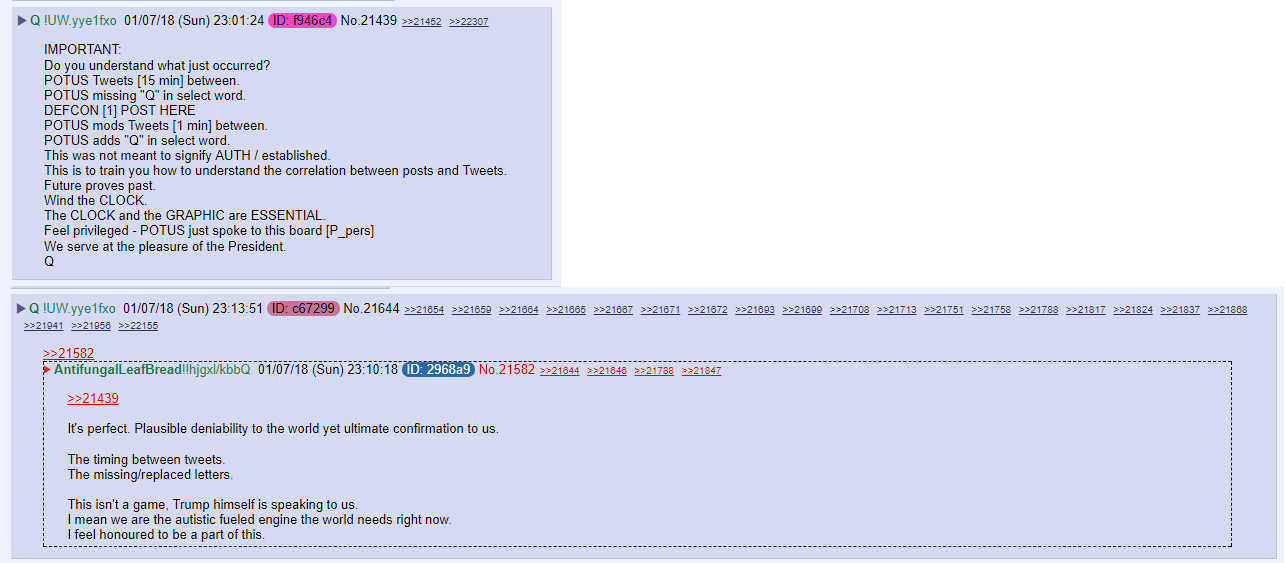 ▶ Q !UW.yye1fxo 01/07/18 (Sun) 23:01:24 ID: f946c4 No.21439 >>21452 >>22307
IMPORTANT:
Do you understand what just occurred?
POTUS Tweets [15 min] between.
POTUS missing "Q" in select word.
DEFCON [1] POST HERE
POTUS mods Tweets [1 min] between.
POTUS adds "Q" in select word.
This was not meant to signify AUTH / established.
This is to train you how to understand the correlation between posts and Tweets.
Future proves past.
Wind the CLOCK.
The CLOCK and the GRAPHIC are ESSENTIAL.
Feel privileged - POTUS just spoke to this board [P_pers]
We serve at the pleasure of the President.
Q
▶ Q !UW.yye1fxo 01/07/18 (Sun) 23:13:51 ID: c67299 No.21644 >>21654 >>21659 >>21664 >>21665 >>21667 >>21671 >>21672 >>21693 >>21699 >>21708 >>21713 >>21751 >>21758 >>21788 >>21817 >>21824 >>21837 >>21868
>>21941 >>21956 >>22155
>>21582
▶ AntifungalLeafBread!!hjgxl/kbbQ 01/07/18 (Sun) 23:10:18 ID: 2968a9 No.21582 >>21644 >>21646 >>21788 >>21847
>>21439
It's perfect. Plausible deniability to the world yet ultimate confirmation to us.
The timing between tweets.
The missing/replaced letters.
This isn't a game, Trump himself is speaking to us.
I mean we are the autistic fueled engine the world needs right now.
I feel honoured to be a part of this.